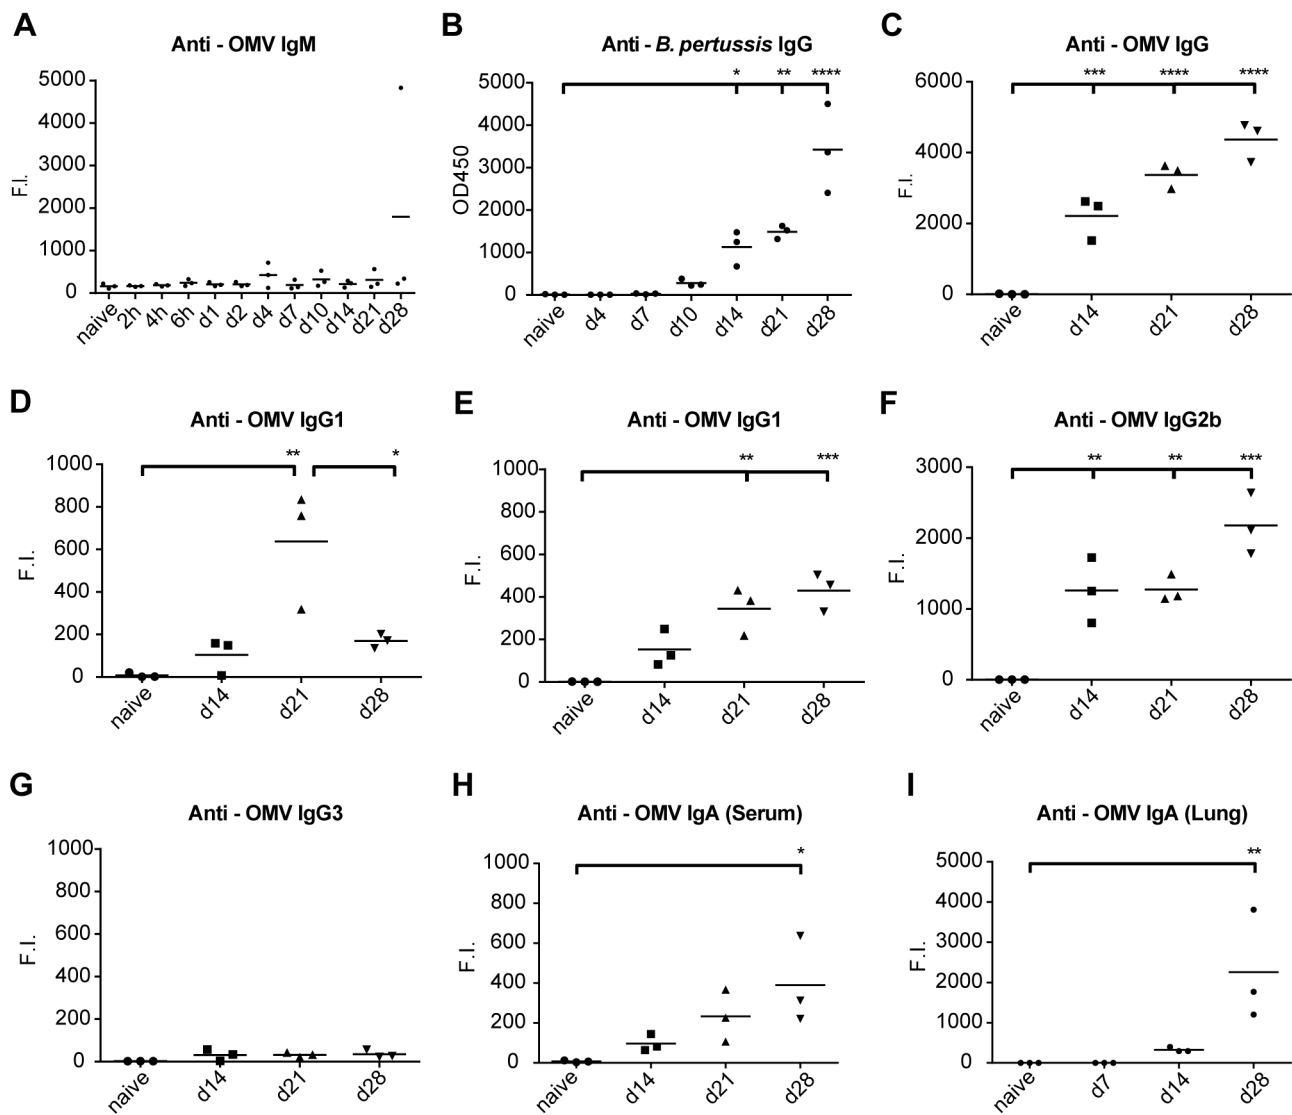 A
Anti - OMV IgM
F.I.
5000
4000
3000
2000
1000
0
naive 2h 4h 6h d1 d2 d4 d7 d10 d14 d21 d28
B
Anti - B. pertussis IgG
* ** ****
OD450
5000
4000
3000
2000
1000
0
naive d4 d7 d10 d14 d21 d28
C
Anti - OMV IgG
*** **** ****
F.I.
6000
4000
2000
0
naive d14 d21 d28
D
Anti - OMV IgG1
** *
F.I.
1000
800
600
400
200
0
naive d14 d21 d28
E
Anti - OMV IgG1
** ***
F.I.
1000
800
600
400
200
0
naive d14 d21 d28
F
Anti - OMV IgG2b
** ** ***
F.I.
3000
2000
1000
0
naive d14 d21 d28
G
Anti - OMV IgG3
F.I.
1000
800
600
400
200
0
naive d14 d21 d28
H
Anti - OMV IgA (Serum)
*
F.I.
1000
800
600
400
200
0
naive d14 d21 d28
I
Anti - OMV IgA (Lung)
**
F.I.
5000
4000
3000
2000
1000
0
naive d7 d14 d28